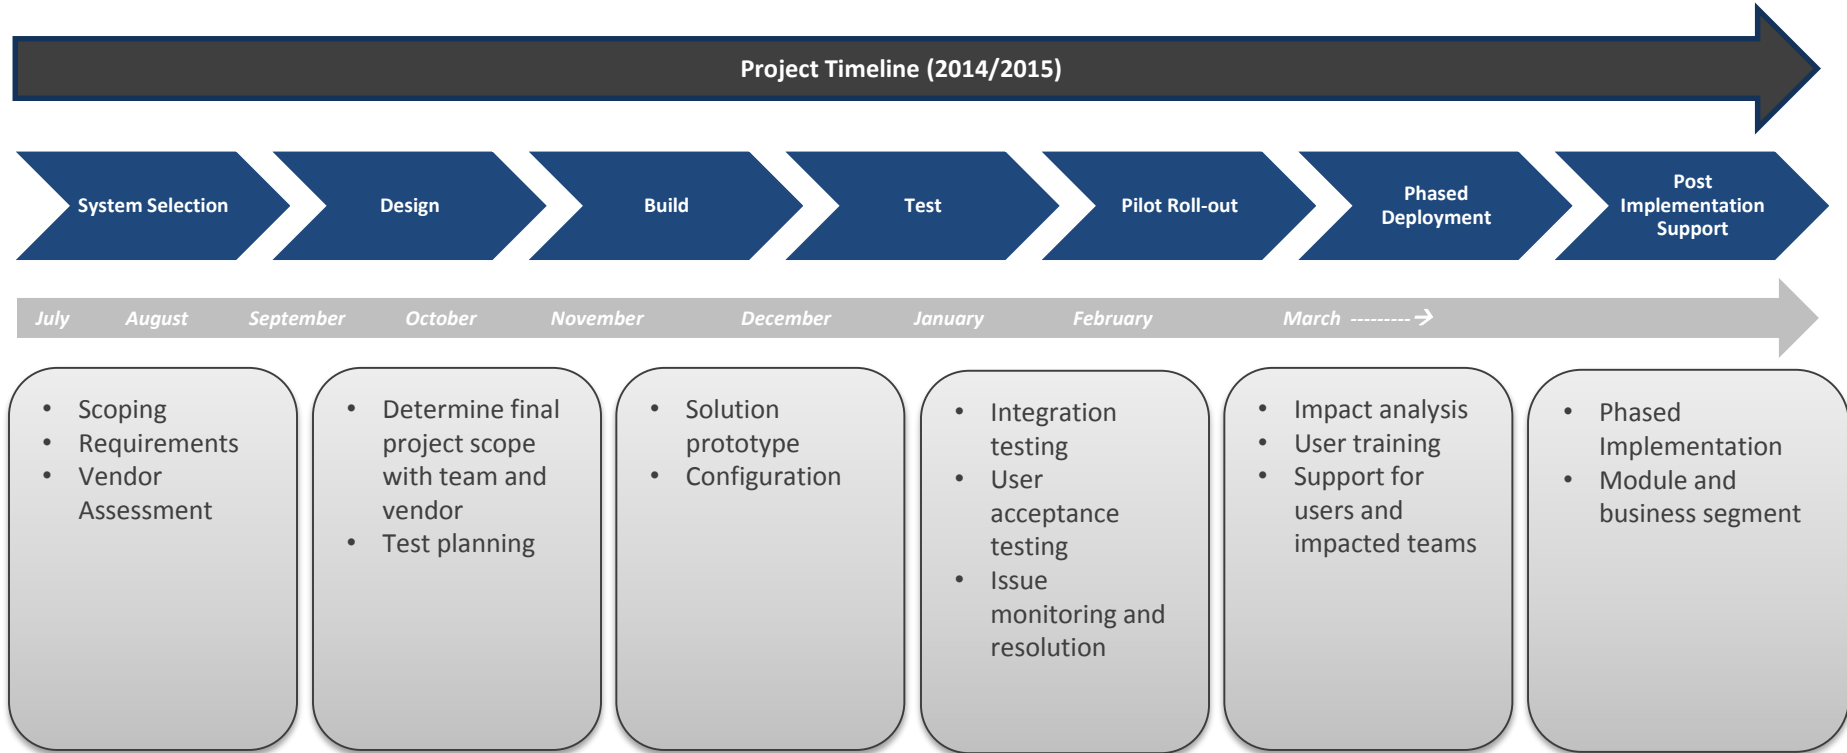 Project Timeline (2014/2015)
System Selection
Design
Build
Test
Pilot Roll-out
Phased
Deployment
Post
Implementation
Support
July August September October November December January February March ---------→
• Scoping
• Requirements
• Vendor
Assessment
• Determine final
project scope
with team and
vendor
• Test planning
• Solution
prototype
• Configuration
• Integration
testing
• User
acceptance
testing
• Issue
monitoring and
resolution
• Impact analysis
• User training
• Support for
users and
impacted teams
• Phased
Implementation
• Module and
business segment